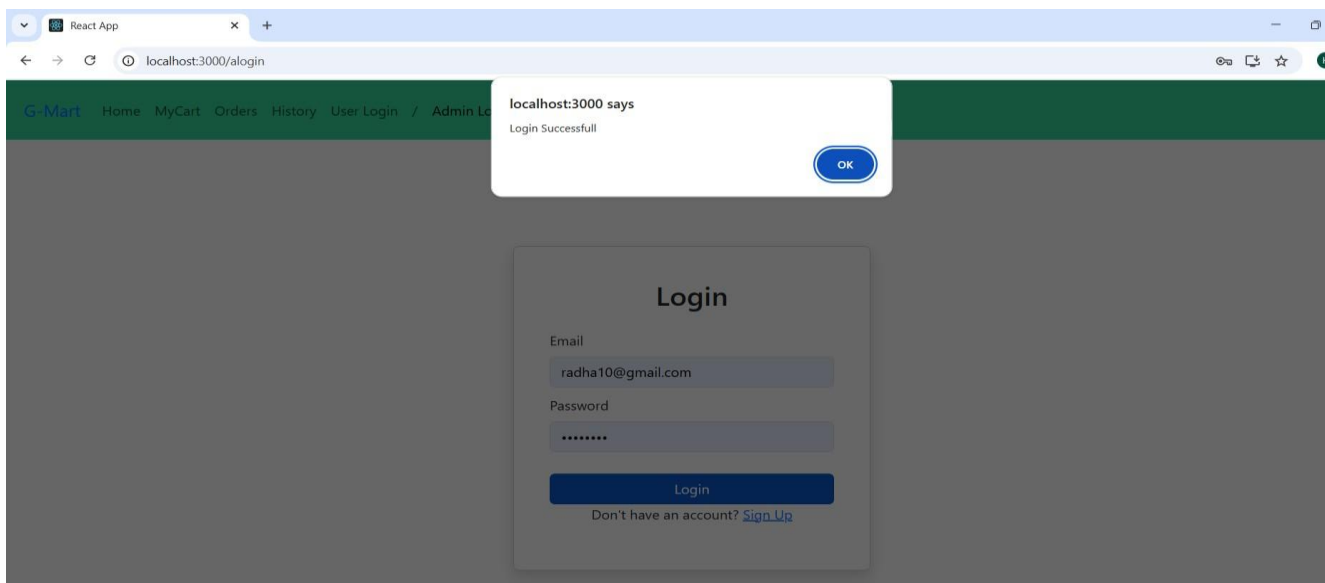 React App
localhost:3000/alogin
G-Mart Home MyCart Orders History User Login / Admin
localhost:3000 says
Login Successfull
OK
Login
Email
radha10@gmail.com
Password
••••••••
Login
Don't have an account? Sign Up